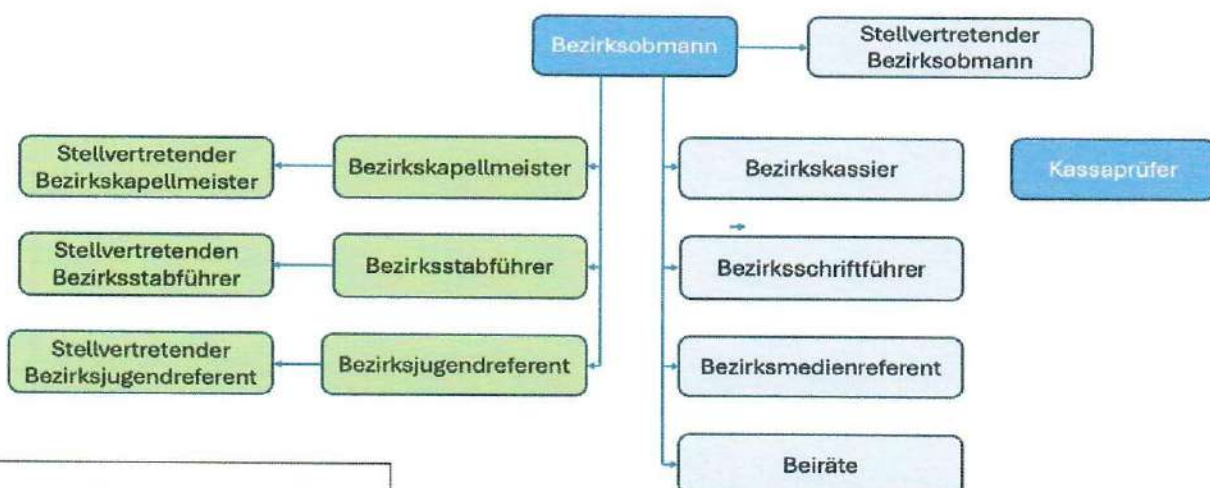 Bezirksobmann
Stellvertretender
Bezirksobmann
Stellvertretender
Bezirkskapellmeister
Bezirkskapellmeister
Bezirkskassier
Kassaprüfer
Stellvertretenden
Bezirksstabführer
Bezirksstabführer
Bezirksschriftführer
Stellvertretender
Bezirksjugendreferent
Bezirksjugendreferent
Bezirksmedienreferent
Beiräte